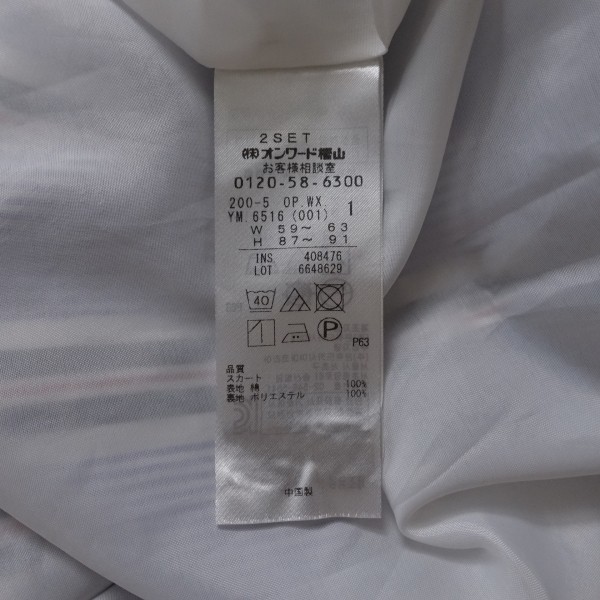 2SET
㈱オンワード樫山
お客様相談室
0120-58-6300
200-5 OP.WX.
YM.6516 (001) 1
W 59～ 63
H 87～ 91
INS 408476
LOT 6648629
40
P
P63
品質
スカート
表地 綿 100%
裏地 ポリエステル 100%
中国製